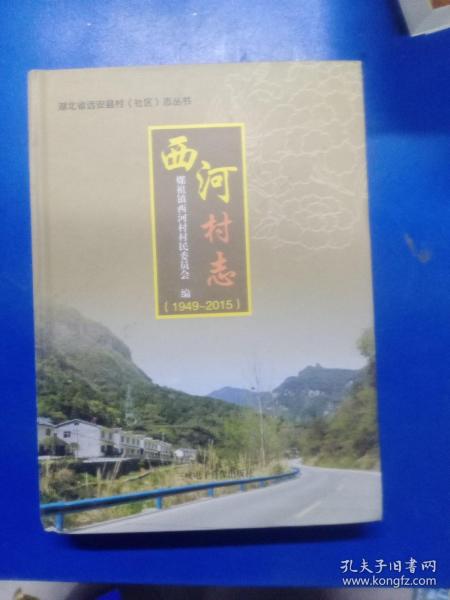 湖北省远安县村（社区）志丛书
西河村志
嫘祖镇西河村村民委员会 编
（1949~2015）
孔夫子旧书网
www.kongfz.com